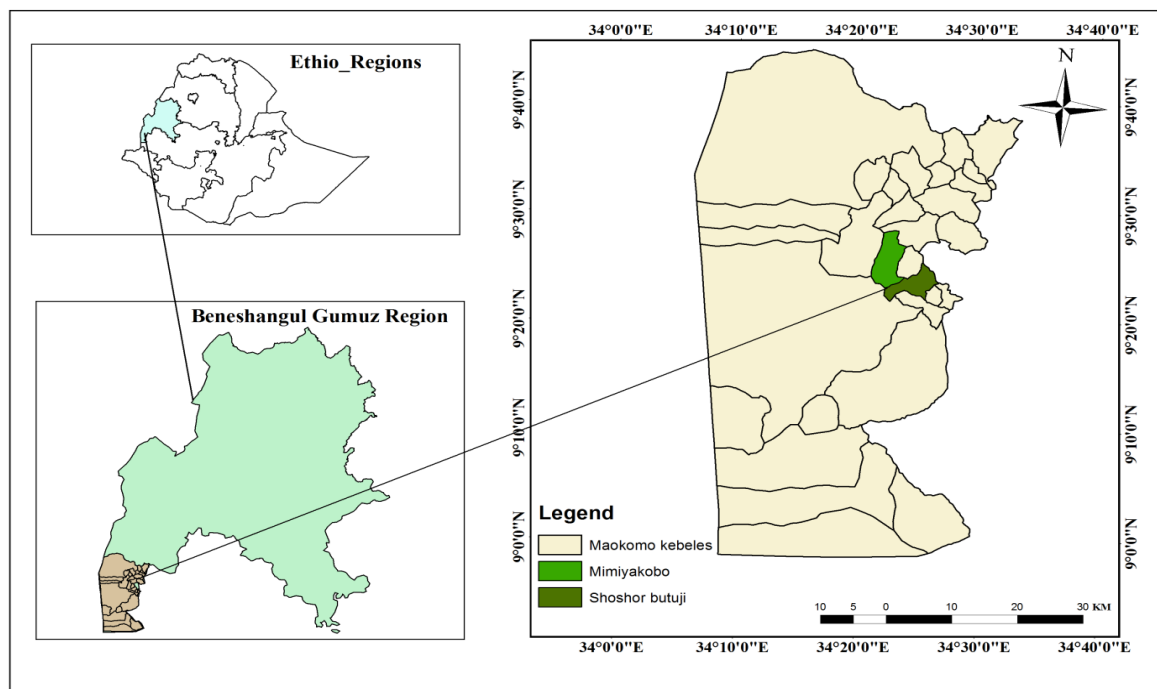 Ethio_Regions
Beneshangul Gumuz Region
34°0'0"E 34°10'0"E 34°20'0"E 34°30'0"E 34°40'0"E
N
9°40'0"N 9°40'0"N
9°30'0"N 9°30'0"N
9°20'0"N 9°20'0"N
9°10'0"N 9°10'0"N
9°0'0"N 9°0'0"N
Legend
Maokomo kebeles
Mimiyakobo
Shoshor butuji
10 5 0 10 20 30 KM
34°0'0"E 34°10'0"E 34°20'0"E 34°30'0"E 34°40'0"E